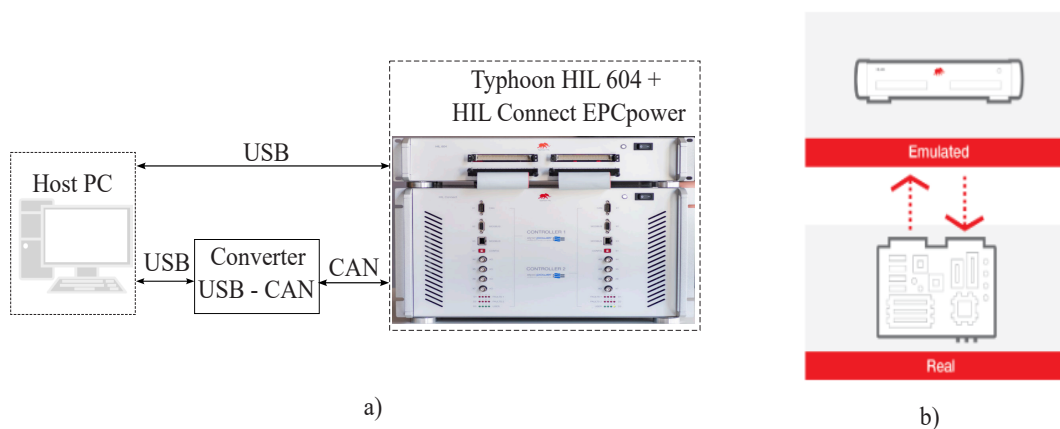 Typhoon HIL 604 +
HIL Connect EPCpower
USB
Host PC
USB
Converter
USB - CAN
CAN
CONTROLLER 1
CONTROLLER 2
a)
Emulated
Real
b)